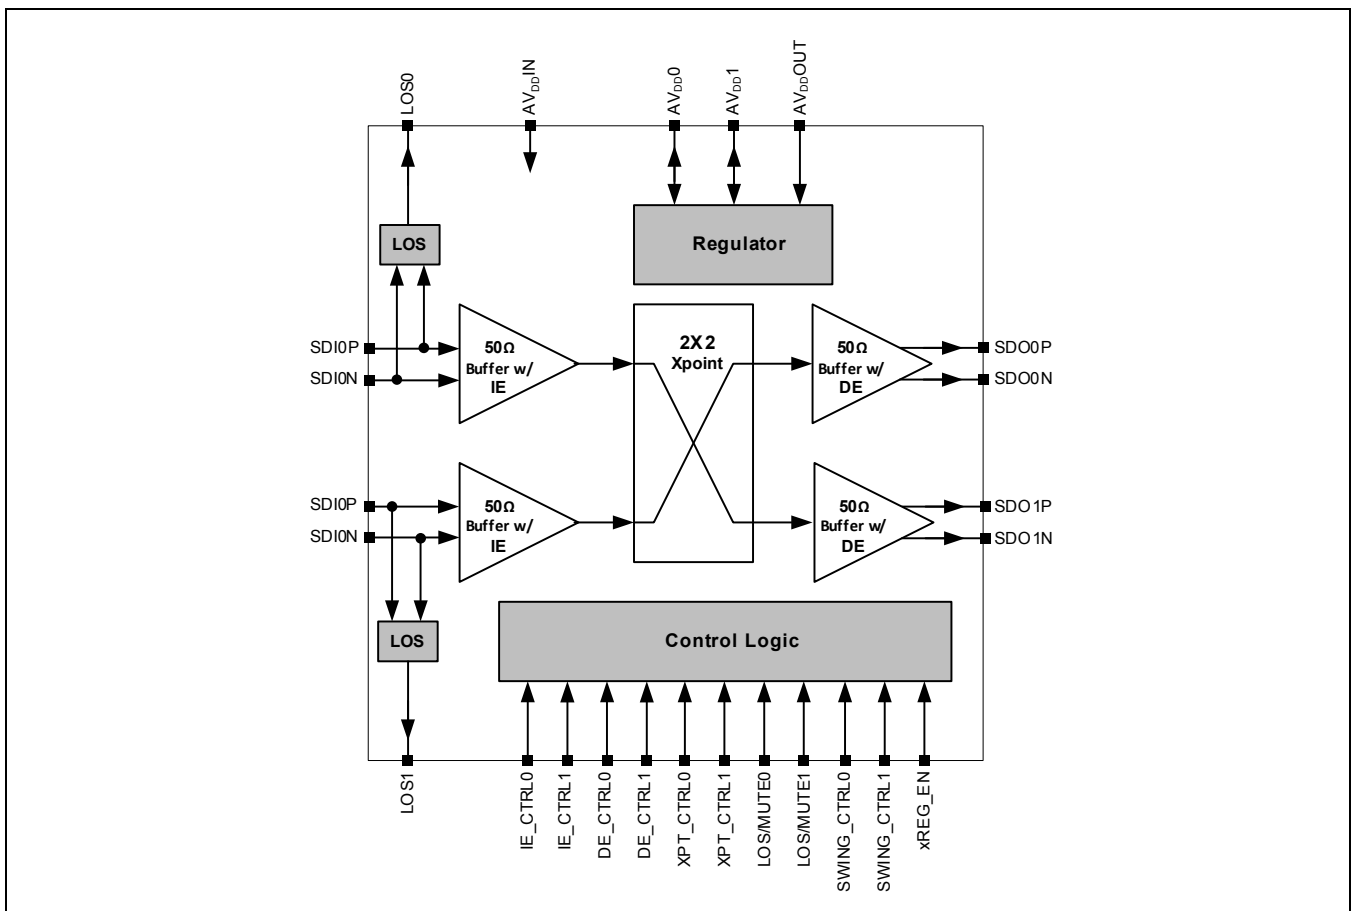 LOS0
AVDDIN
AVDD0
AVDD1
AVDDOUT
LOS
Regulator
SDI0P
SDI0N
50Ω
Buffer w/
IE
2X2
Xpoint
50Ω
Buffer w/
DE
SDO0P
SDO0N
SDI0P
SDI0N
50Ω
Buffer w/
IE
50Ω
Buffer w/
DE
SDO1P
SDO1N
LOS
Control Logic
LOS1
IE_CTRL0
IE_CTRL1
DE_CTRL0
DE_CTRL1
XPT_CTRL0
XPT_CTRL1
LOS/MUTE0
LOS/MUTE1
SWING_CTRL0
SWING_CTRL1
xREG_EN